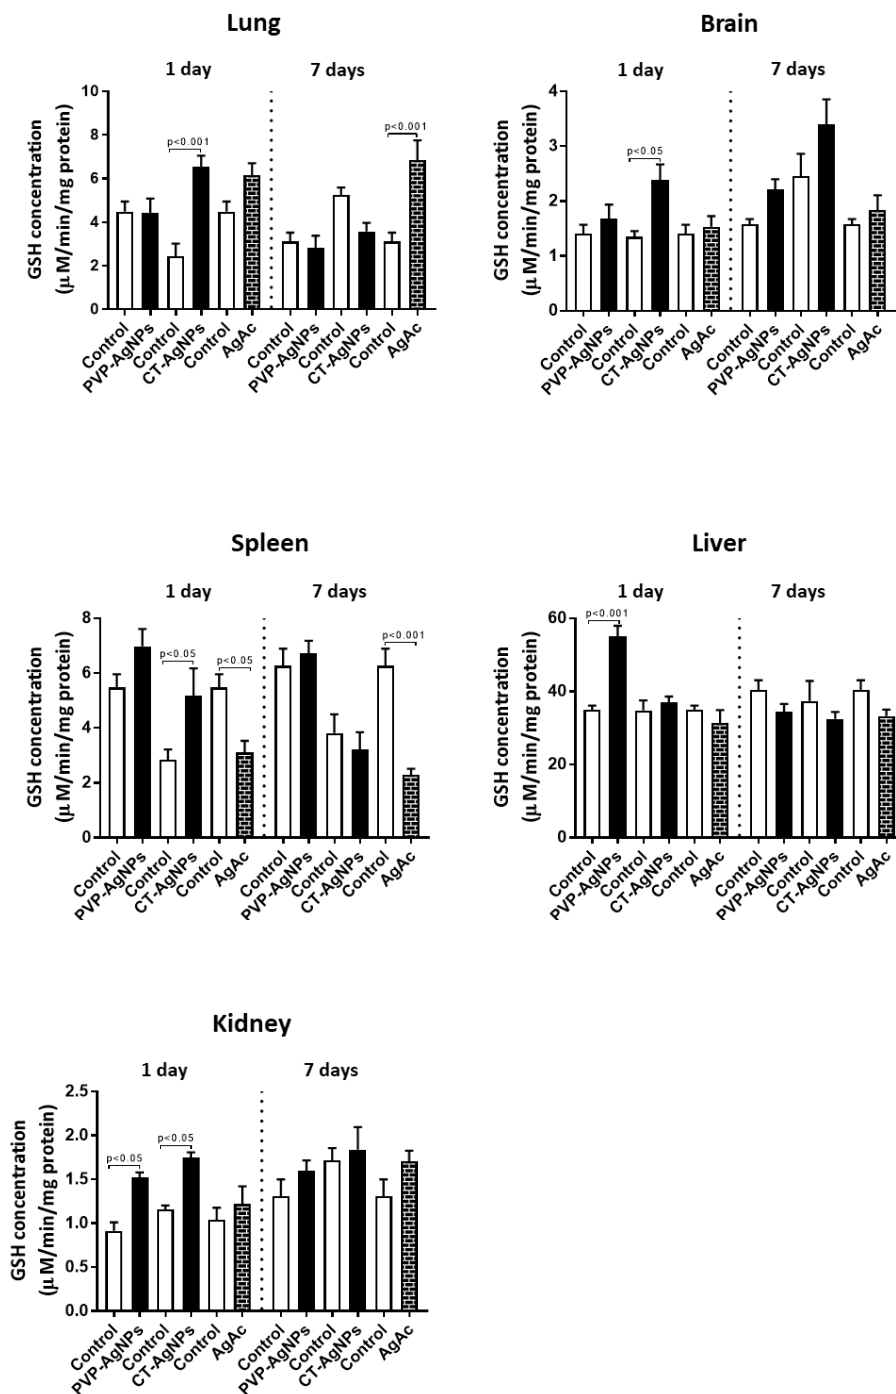 Lung
1 day
7 days
GSH concentration
(μ M/min/mg protein)
10
8
6
4
2
0
p<0.001
p<0.001
Control
PVP-AgNPs
Control
CT-AgNPs
Control
AgAc
Control
PVP-AgNPs
Control
CT-AgNPs
Control
AgAc
Brain
1 day
7 days
GSH concentration
(μ M/min/mg protein)
4
3
2
1
0
p<0.05
Control
PVP-AgNPs
Control
CT-AgNPs
Control
AgAc
Control
PVP-AgNPs
Control
CT-AgNPs
Control
AgAc
Spleen
1 day
7 days
GSH concentration
(μ M/min/mg protein)
8
6
4
2
0
p<0.05
p<0.05
p<0.001
Control
PVP-AgNPs
Control
CT-AgNPs
Control
AgAc
Control
PVP-AgNPs
Control
CT-AgNPs
Control
AgAc
Liver
1 day
7 days
GSH concentration
(μ M/min/mg protein)
60
40
20
0
p<0.001
Control
PVP-AgNPs
Control
CT-AgNPs
Control
AgAc
Control
PVP-AgNPs
Control
CT-AgNPs
Control
AgAc
Kidney
1 day
7 days
GSH concentration
(μ M/min/mg protein)
2.5
2.0
1.5
1.0
0.5
0.0
p<0.05
p<0.05
Control
PVP-AgNPs
Control
CT-AgNPs
Control
AgAc
Control
PVP-AgNPs
Control
CT-AgNPs
Control
AgAc